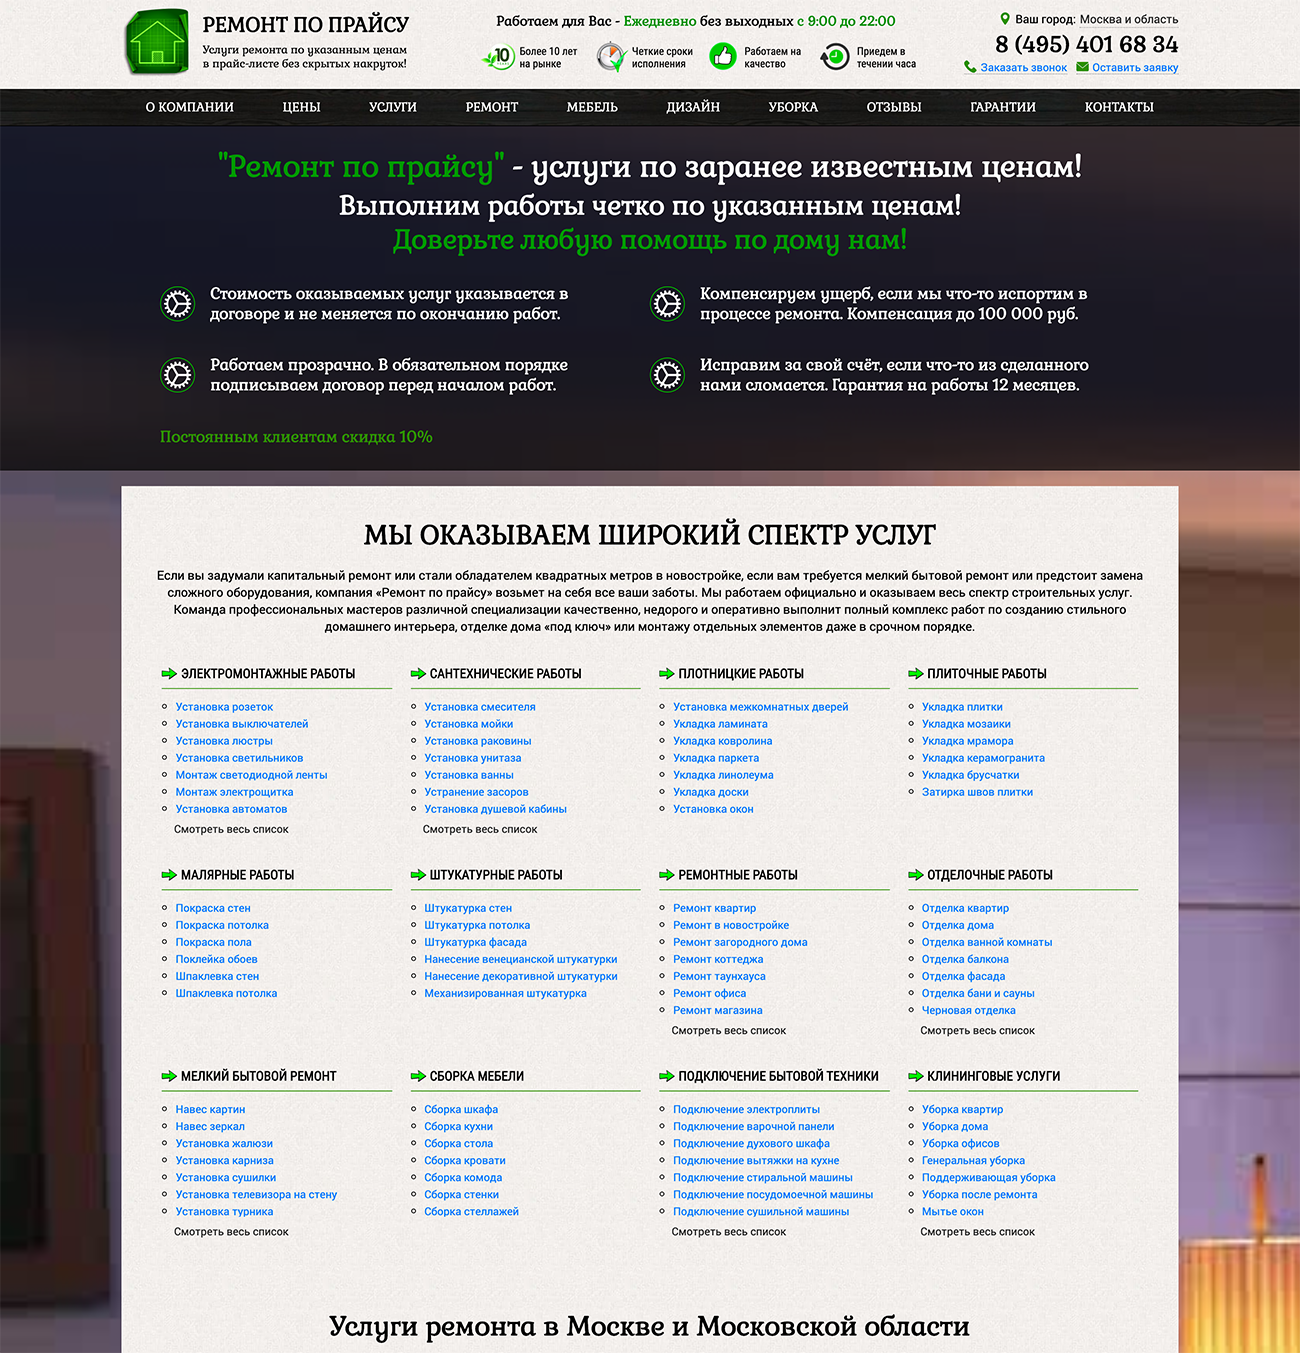 РЕМОНТ ПО ПРАЙСУ
Услуги ремонта по указанным ценам
в прайс-листе без скрытых накруток!
Работаем для Вас - Ежедневно без выходных с 9:00 до 22:00
10
Более 10 лет
на рынке
Четкие сроки
исполнения
Работаем на
качество
Приедем в
течении часа
Ваш город: Москва и область
8 (495) 401 68 34
Заказать звонок Оставить заявку
О КОМПАНИИ ЦЕНЫ УСЛУГИ РЕМОНТ МЕБЕЛЬ ДИЗАЙН УБОРКА ОТЗЫВЫ ГАРАНТИИ КОНТАКТЫ
"Ремонт по прайсу" - услуги по заранее известным ценам!
Выполним работы четко по указанным ценам!
Доверьте любую помощь по дому нам!
Стоимость оказываемых услуг указывается в
договоре и не меняется по окончанию работ.
Компенсируем ущерб, если мы что-то испортим в
процессе ремонта. Компенсация до 100 000 руб.
Работаем прозрачно. В обязательном порядке
подписываем договор перед началом работ.
Исправим за свой счёт, если что-то из сделанного
нами сломается. Гарантия на работы 12 месяцев.
Постоянным клиентам скидка 10%
МЫ ОКАЗЫВАЕМ ШИРОКИЙ СПЕКТР УСЛУГ
Если вы задумали капитальный ремонт или стали обладателем квадратных метров в новостройке, если вам требуется мелкий бытовой ремонт или предстоит замена
сложного оборудования, компания «Ремонт по прайсу» возьмет на себя все ваши заботы. Мы работаем официально и оказываем весь спектр строительных услуг.
Команда профессиональных мастеров различной специализации качественно, недорого и оперативно выполнит полный комплекс работ по созданию стильного
домашнего интерьера, отделке дома «под ключ» или монтажу отдельных элементов даже в срочном порядке.
ЭЛЕКТРОМОНТАЖНЫЕ РАБОТЫ
Установка розеток
Установка выключателей
Установка люстры
Установка светильников
Монтаж светодиодной ленты
Монтаж электрощитка
Установка автоматов
Смотреть весь список
САНТЕХНИЧЕСКИЕ РАБОТЫ
Установка смесителя
Установка мойки
Установка раковины
Установка унитаза
Установка ванны
Устранение засоров
Установка душевой кабины
Смотреть весь список
ПЛОТНИЦКИЕ РАБОТЫ
Установка межкомнатных дверей
Укладка ламината
Укладка ковролина
Укладка паркета
Укладка линолеума
Укладка доски
Установка окон
ПЛИТОЧНЫЕ РАБОТЫ
Укладка плитки
Укладка мозаики
Укладка мрамора
Укладка керамогранита
Укладка брусчатки
Затирка швов плитки
МАЛЯРНЫЕ РАБОТЫ
Покраска стен
Покраска потолка
Покраска пола
Поклейка обоев
Шпаклевка стен
Шпаклевка потолка
ШТУКАТУРНЫЕ РАБОТЫ
Штукатурка стен
Штукатурка потолка
Штукатурка фасада
Нанесение венецианской штукатурки
Нанесение декоративной штукатурки
Механизированная штукатурка
РЕМОНТНЫЕ РАБОТЫ
Ремонт квартир
Ремонт в новостройке
Ремонт загородного дома
Ремонт коттеджа
Ремонт таунхауса
Ремонт офиса
Ремонт магазина
Смотреть весь список
ОТДЕЛОЧНЫЕ РАБОТЫ
Отделка квартир
Отделка дома
Отделка ванной комнаты
Отделка балкона
Отделка фасада
Отделка бани и сауны
Черновая отделка
Смотреть весь список
МЕЛКИЙ БЫТОВОЙ РЕМОНТ
Навес картин
Навес зеркал
Установка жалюзи
Установка карниза
Установка сушилки
Установка телевизора на стену
Установка турника
Смотреть весь список
СБОРКА МЕБЕЛИ
Сборка шкафа
Сборка кухни
Сборка стола
Сборка кровати
Сборка комода
Сборка стенки
Сборка стеллажей
ПОДКЛЮЧЕНИЕ БЫТОВОЙ ТЕХНИКИ
Подключение электроплиты
Подключение варочной панели
Подключение духового шкафа
Подключение вытяжки на кухне
Подключение стиральной машины
Подключение посудомоечной машины
Подключение сушильной машины
Смотреть весь список
КЛИНИНГОВЫЕ УСЛУГИ
Уборка квартир
Уборка дома
Уборка офисов
Генеральная уборка
Поддерживающая уборка
Уборка после ремонта
Мытье окон
Смотреть весь список
Услуги ремонта в Москве и Московской области